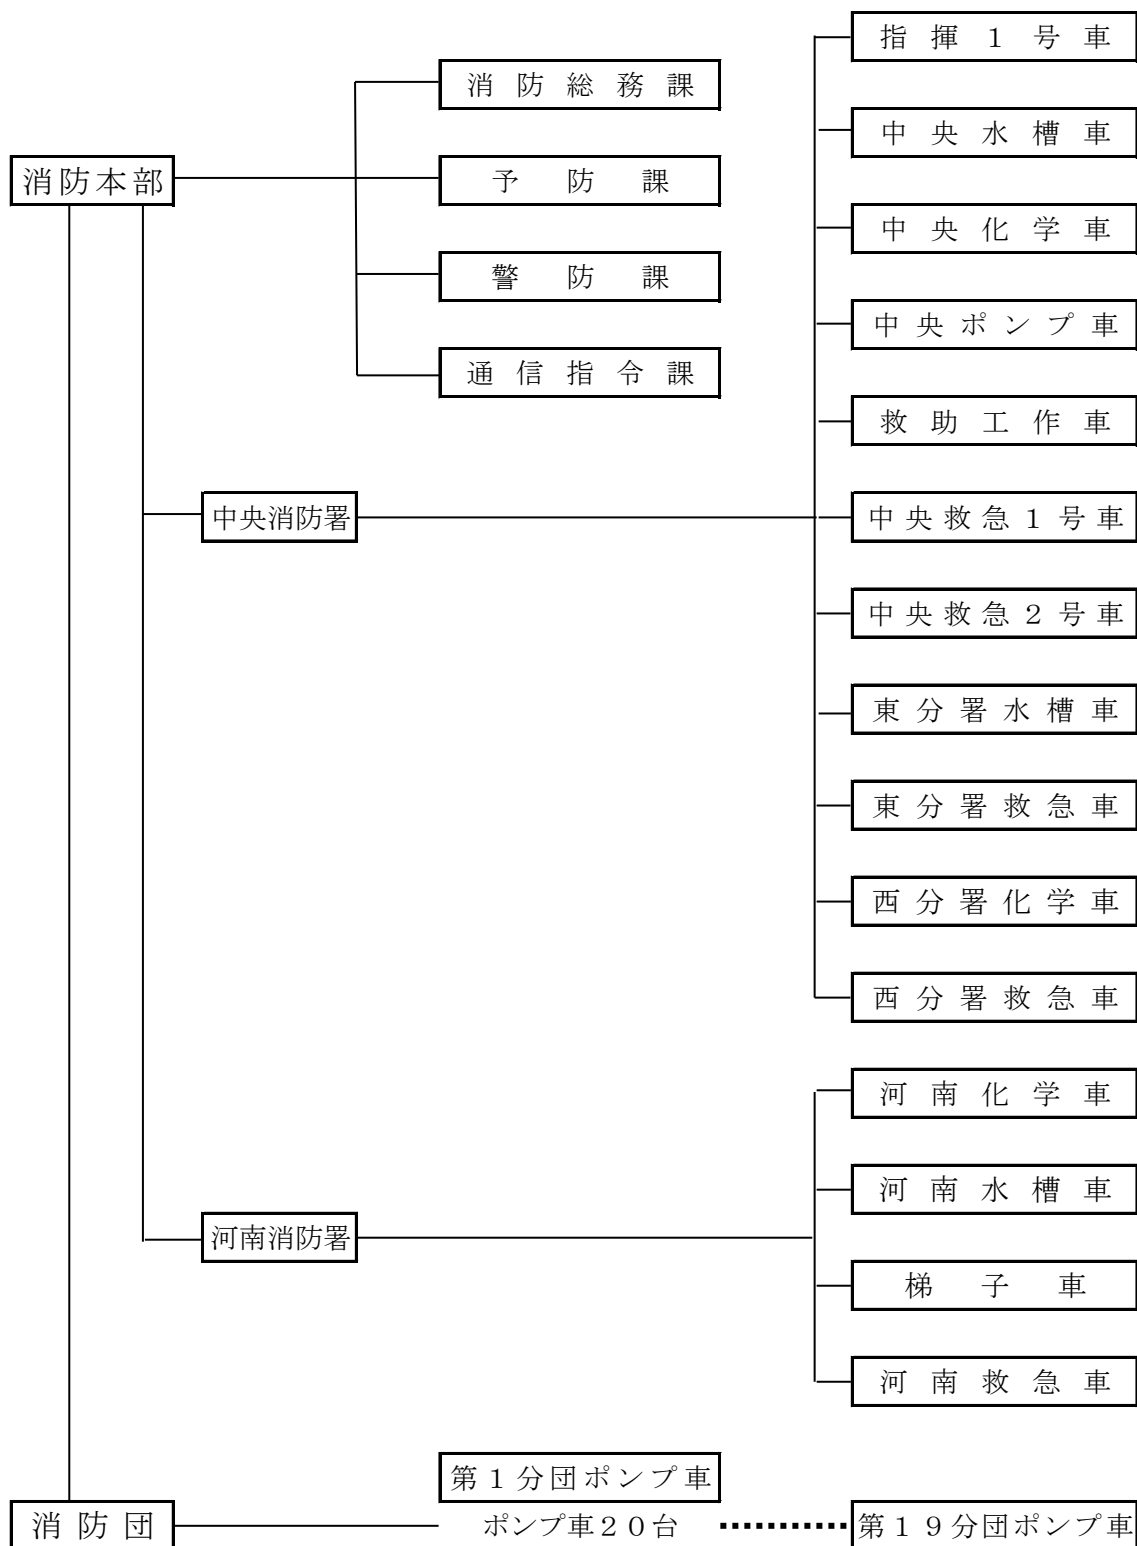 指揮１号車
消防総務課
中央水槽車
消防本部
予防課
中央化学車
警防課
中央ポンプ車
通信指令課
救助工作車
中央消防署
中央救急１号車
中央救急２号車
東分署水槽車
東分署救急車
西分署化学車
西分署救急車
河南化学車
河南水槽車
河南消防署
梯子車
河南救急車
第１分団ポンプ車
消防団
ポンプ車２０台
第１９分団ポンプ車